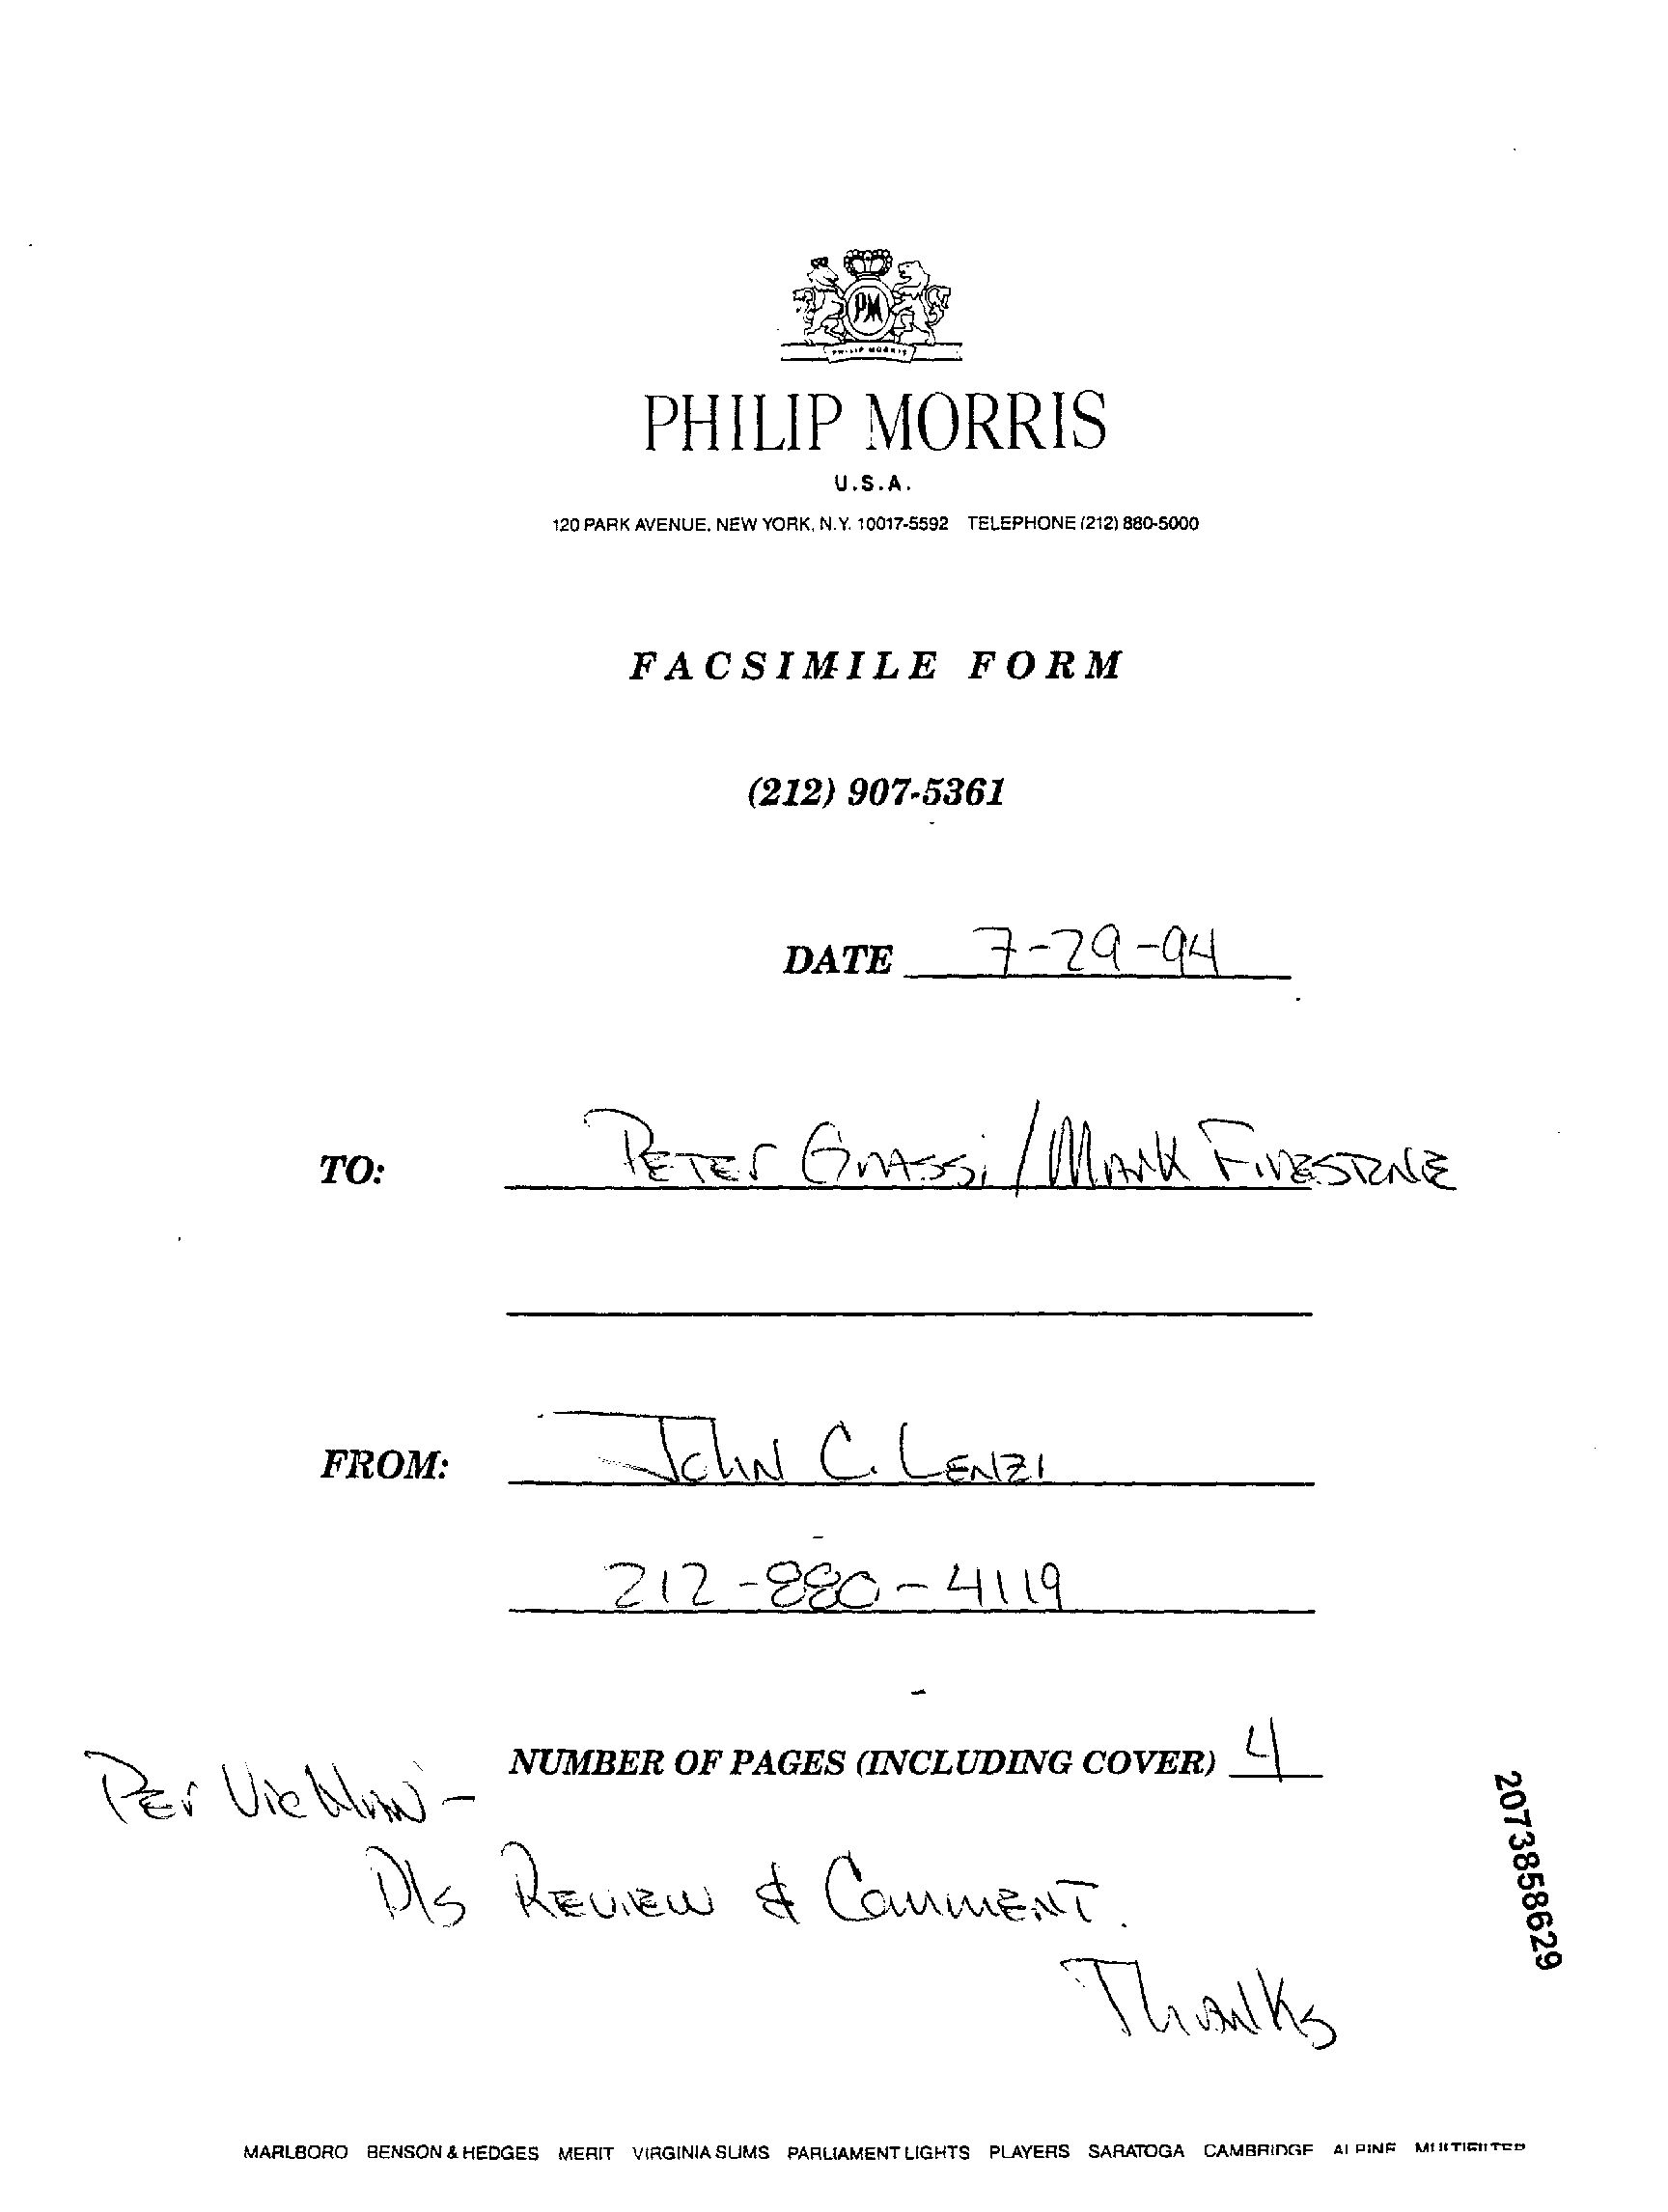 PM
PHILIP MORRIS
PHILIP MORRIS
U.S.A.
120 PARK AVENUE, NEW YORK, N.Y. 10017-5592 TELEPHONE (212) 880-5000
FACSIMILE FORM
(212) 907-5361
DATE 7-29-94
TO: PETER GRASSI / MARK FIRESTONE
FROM: JOHN C. LENZI
212-880-4119
NUMBER OF PAGES (INCLUDING COVER) 4
PER VIC -
Pls REVIEW & COMMENT.
THANKS
2073858629
MARLBORO BENSON & HEDGES MERIT VIRGINIA SLIMS PARLIAMENT LIGHTS PLAYERS SARATOGA CAMBRIDGE ALPINE MULTIFILTER